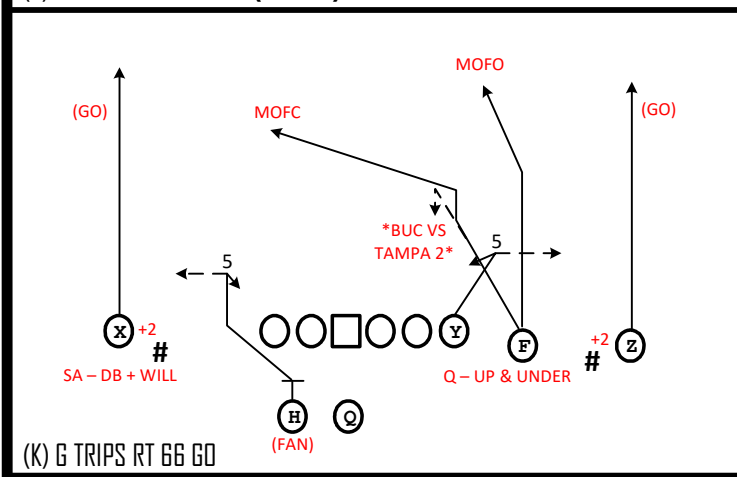 MOFO
(GO)
MOFC
(GO)
*BUC VS
TAMPA 2*
5
5
X +2
#
Y
F
+2
#
Z
SA – DB + WILL
Q – UP & UNDER
H
Q
(FAN)
(K) G TRIPS RT 66 GO